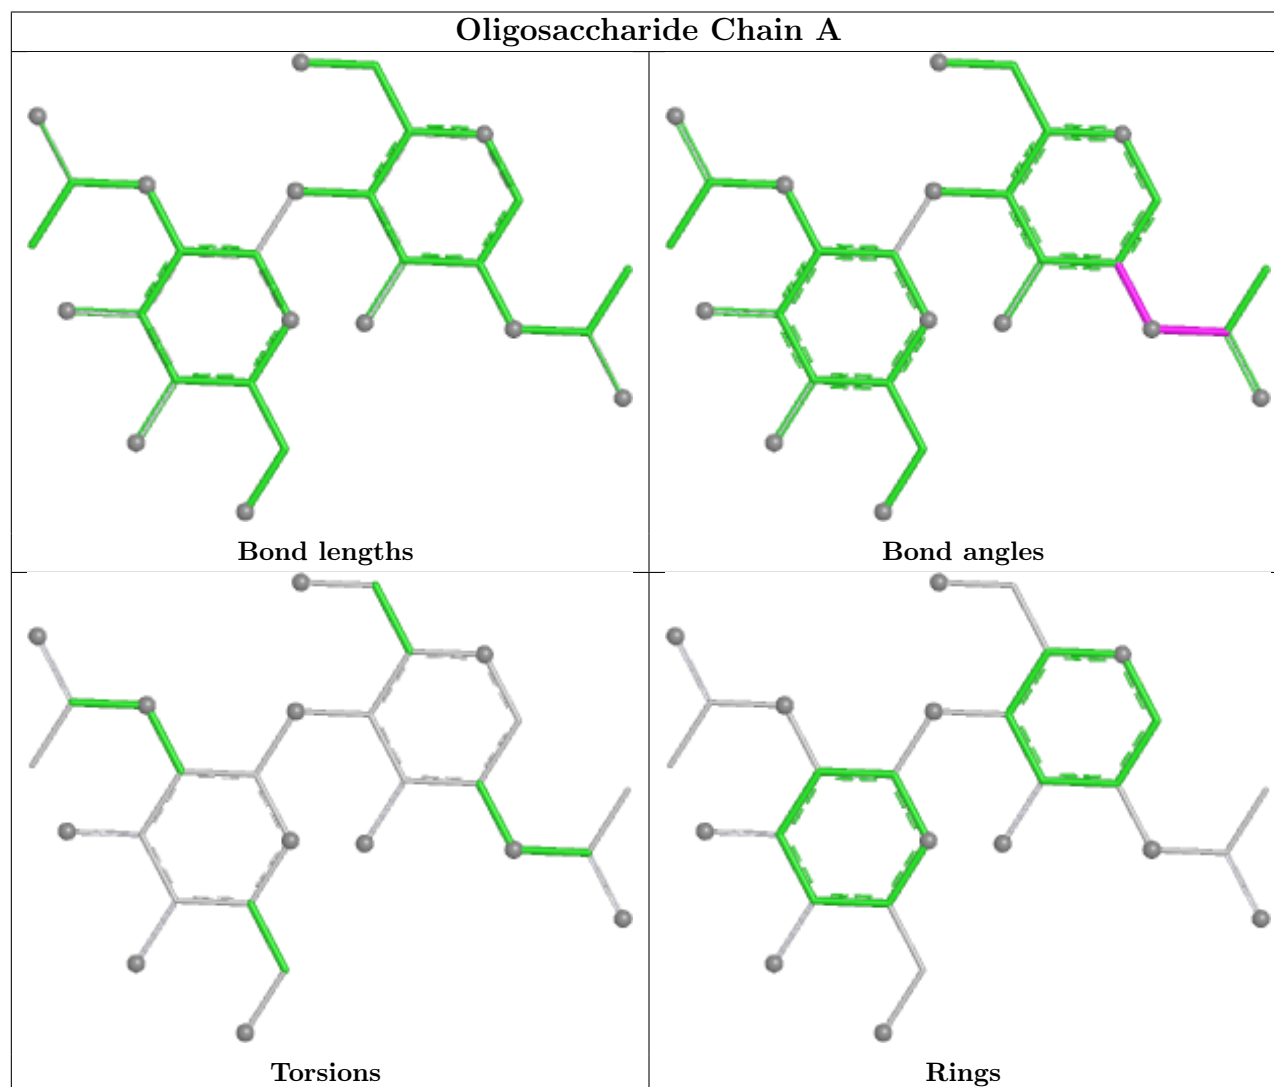 Oligosaccharide Chain A
Bond lengths
Bond angles
Torsions
Rings